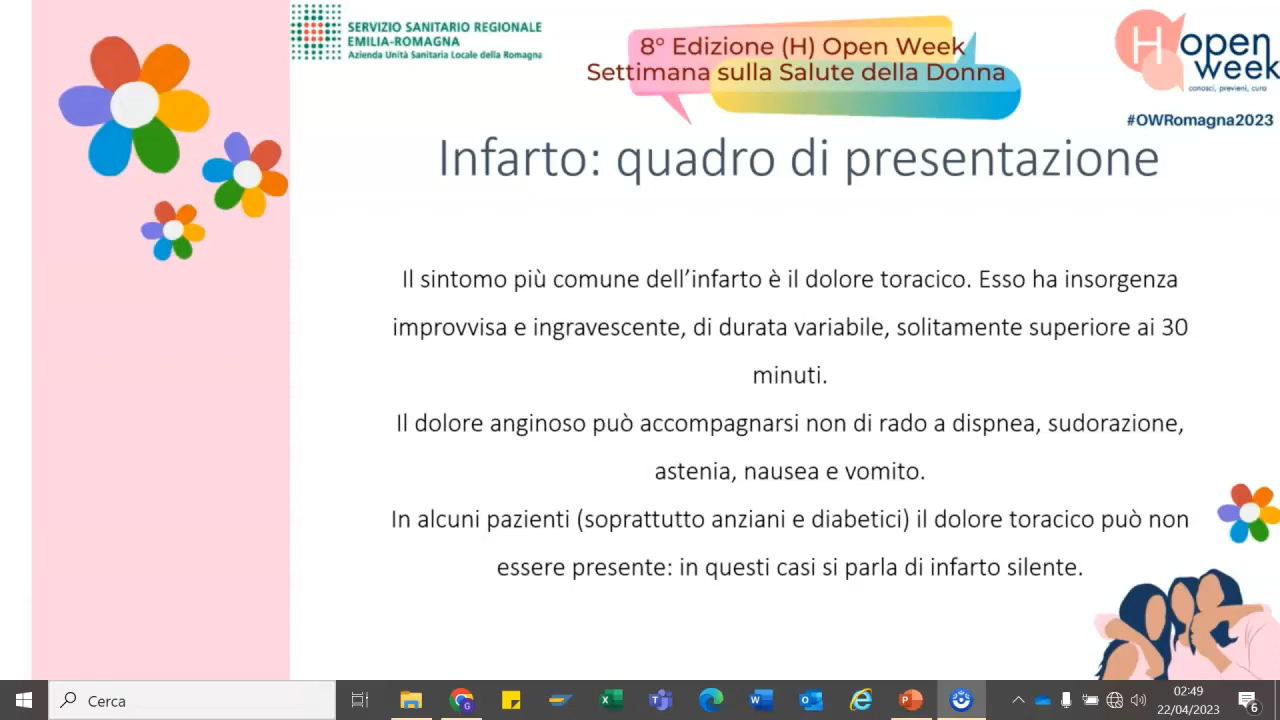 SERVIZIO SANITARIO REGIONALE
EMILIA-ROMAGNA
Azienda Unità Sanitaria Locale della Romagna
8° Edizione (H) Open Week
Settimana sulla Salute della Donna
H open
week
conosci, previeni, cura
#OWRomagna2023
Infarto: quadro di presentazione
Il sintomo più comune dell’infarto è il dolore toracico. Esso ha insorgenza
improvvisa e ingravescente, di durata variabile, solitamente superiore ai 30
minuti.
Il dolore anginoso può accompagnarsi non di rado a dispnea, sudorazione,
astenia, nausea e vomito.
In alcuni pazienti (soprattutto anziani e diabetici) il dolore toracico può non
essere presente: in questi casi si parla di infarto silente.
Cerca
02:49
22/04/2023
6